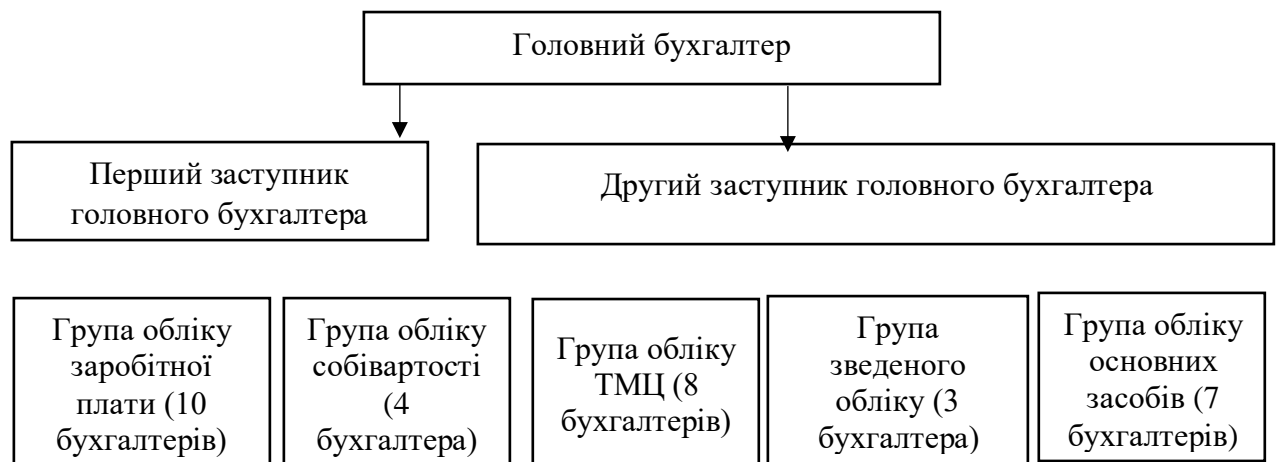 Головний бухгалтер
Перший заступник
головного бухгалтера
Другий заступник головного бухгалтера
Група обліку
заробітної
плати (10
бухгалтерів)
Група обліку
собівартості
(4
бухгалтера)
Група обліку
ТМЦ (8
бухгалтерів)
Група
зведеного
обліку (3
бухгалтера)
Група обліку
основних
засобів (7
бухгалтерів)